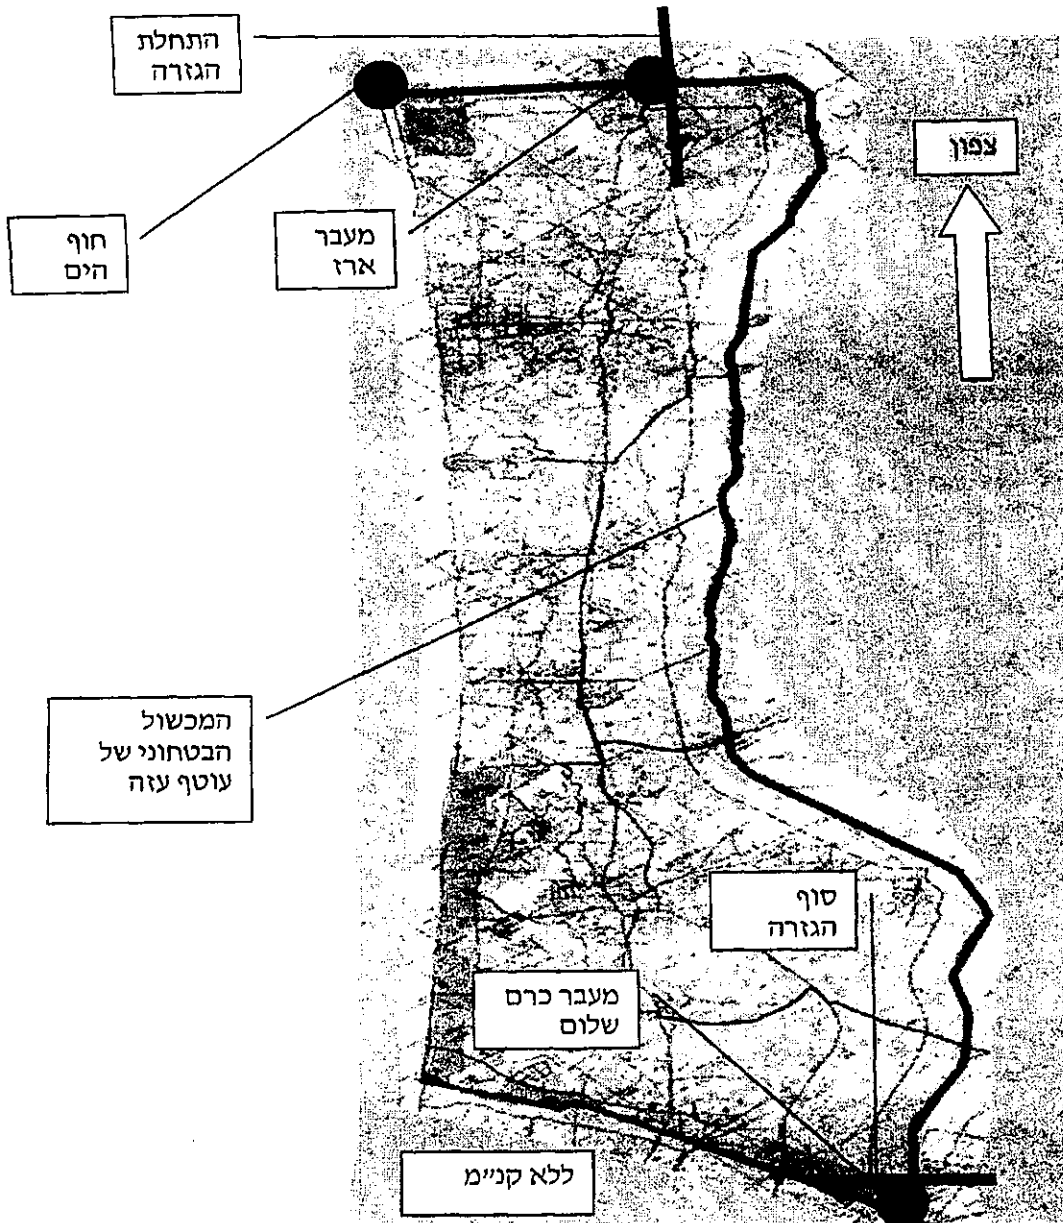 התחלת
הגזרה
צפון
חוף
הים
מעבר
ארז
המכשול
הבטחוני של
עוטף עזה
סוף
הגזרה
מעבר כרם
שלום
ללא קנ״מ